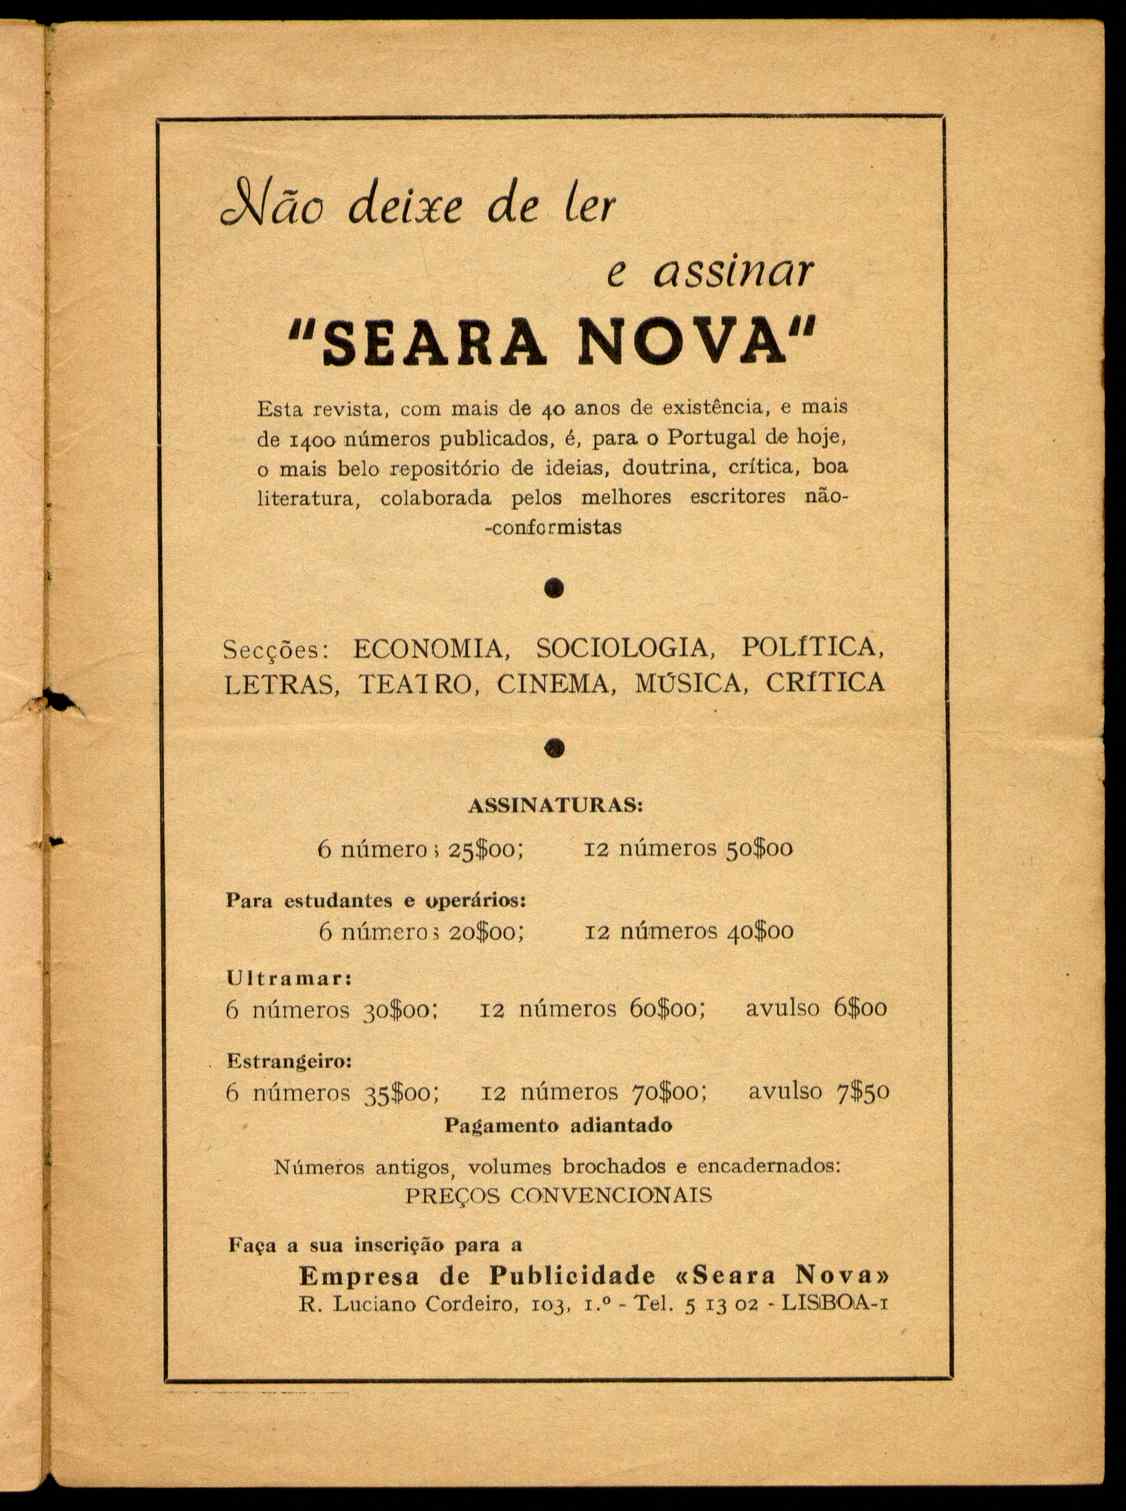 Não deixe de ler
e assinar
"SEARA NOVA"
Esta revista, com mais de 40 anos de existência, e mais
de 1400 números publicados, é, para o Portugal de hoje,
o mais belo repositório de ideias, doutrina, crítica, boa
literatura, colaborada pelos melhores escritores não-
-conformistas
Secções: ECONOMIA, SOCIOLOGIA, POLÍTICA,
LETRAS, TEATRO, CINEMA, MÚSICA, CRÍTICA
ASSINATURAS:
6 números 25$00; 12 números 50$00
Para estudantes e operários:
6 números 20$00; 12 números 40$00
Ultramar:
6 números 30$00; 12 números 60$00; avulso 6$00
Estrangeiro:
6 números 35$00; 12 números 70$00; avulso 7$50
Pagamento adiantado
Números antigos, volumes brochados e encadernados:
PREÇOS CONVENCIONAIS
Faça a sua inscrição para a
Empresa de Publicidade «Seara Nova»
R. Luciano Cordeiro, 103, 1.º - Tel. 5 13 02 - LISBOA-1